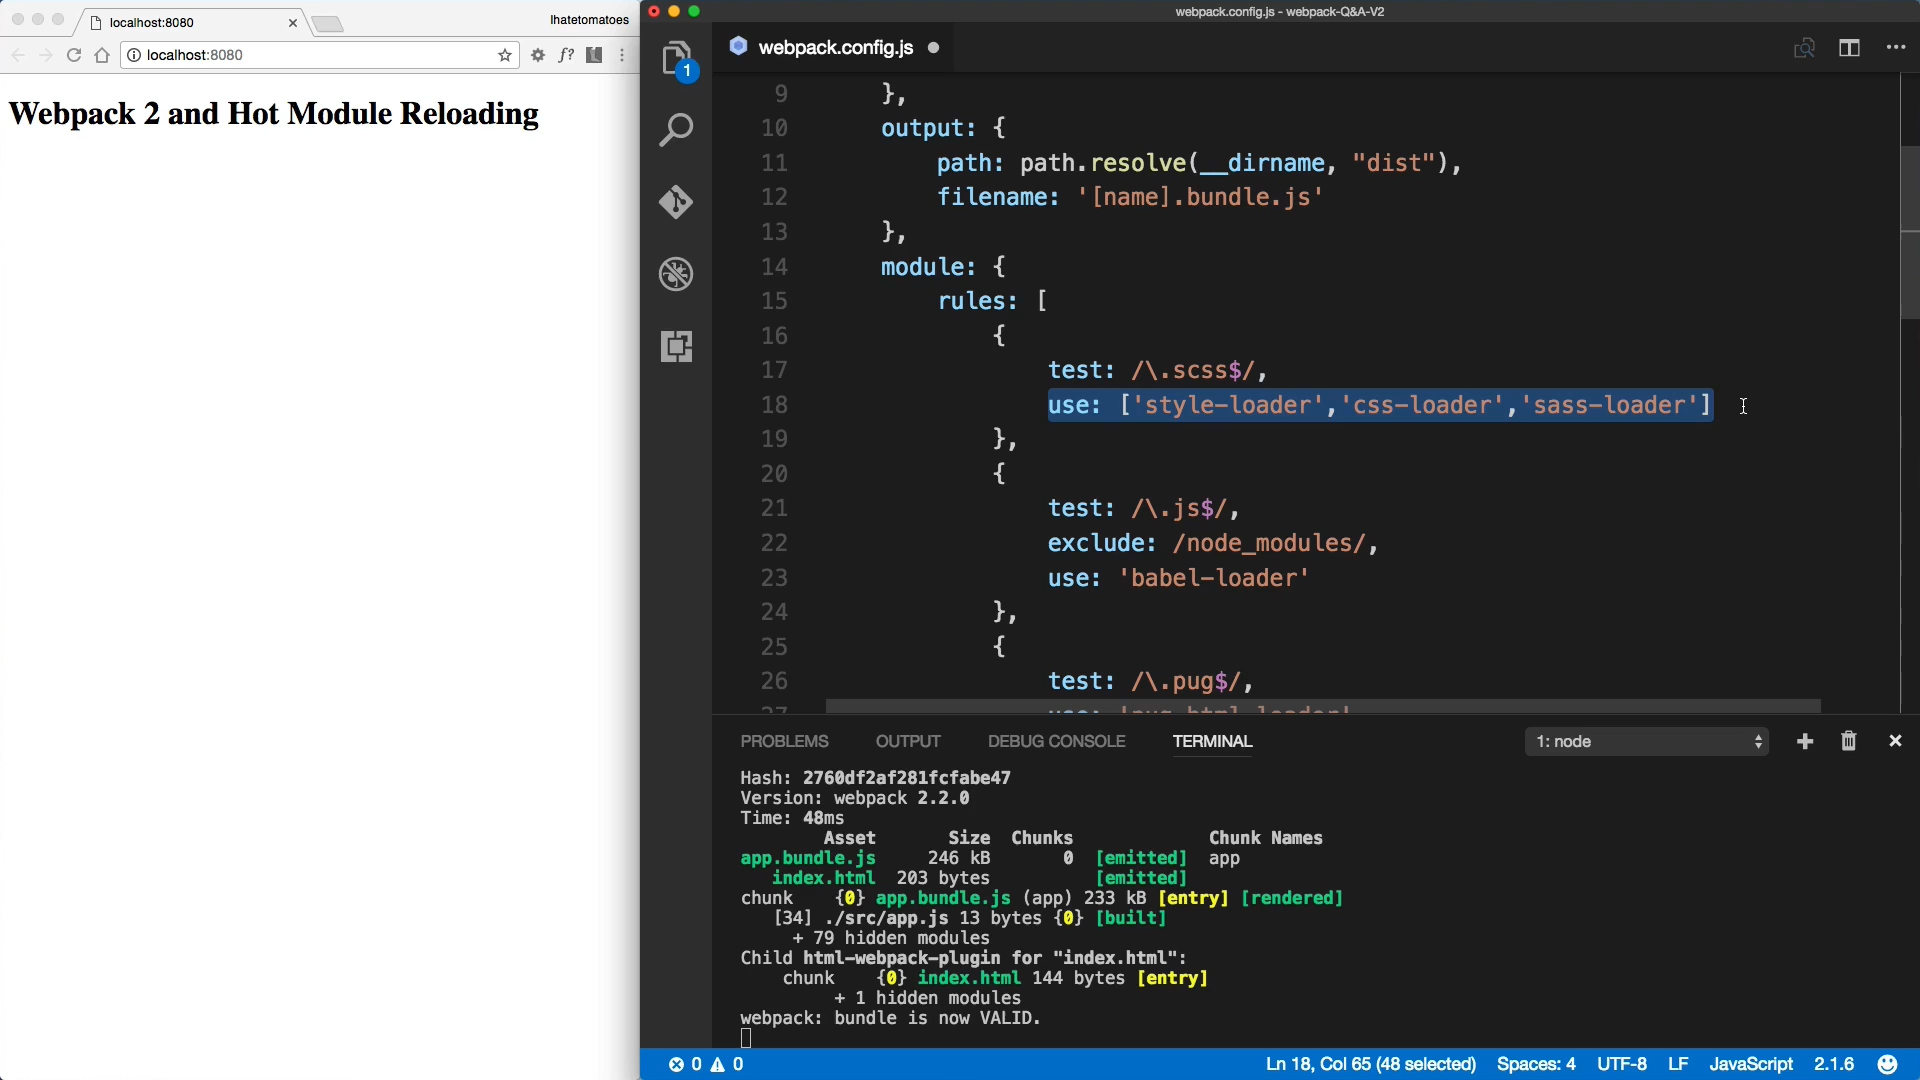 localhost:8080
Ihatetomatoes
localhost:8080
f?
Webpack 2 and Hot Module Reloading
webpack.config.js - webpack-Q&A-V2
1
webpack.config.js
9 },
10 output: {
11 path: path.resolve(__dirname, "dist"),
12 filename: '[name].bundle.js'
13 },
14 module: {
15 rules: [
16 {
17 test: /\.scss$/,
18 use: ['style-loader','css-loader','sass-loader']
19 },
20 {
21 test: /\.js$/,
22 exclude: /node_modules/,
23 use: 'babel-loader'
24 },
25 {
26 test: /\.pug$/,
27 use: 'pug-html-loader'
PROBLEMS OUTPUT DEBUG CONSOLE TERMINAL 1: node
Hash: 2760df2af281fcfabe47
Version: webpack 2.2.0
Time: 48ms
Asset Size Chunks Chunk Names
app.bundle.js 246 kB 0 [emitted] app
index.html 203 bytes [emitted]
chunk {0} app.bundle.js (app) 233 kB [entry] [rendered]
[34] ./src/app.js 13 bytes {0} [built]
+ 79 hidden modules
Child html-webpack-plugin for "index.html":
chunk {0} index.html 144 bytes [entry]
+ 1 hidden modules
webpack: bundle is now VALID.
0 0 Ln 18, Col 65 (48 selected) Spaces: 4 UTF-8 LF JavaScript 2.1.6